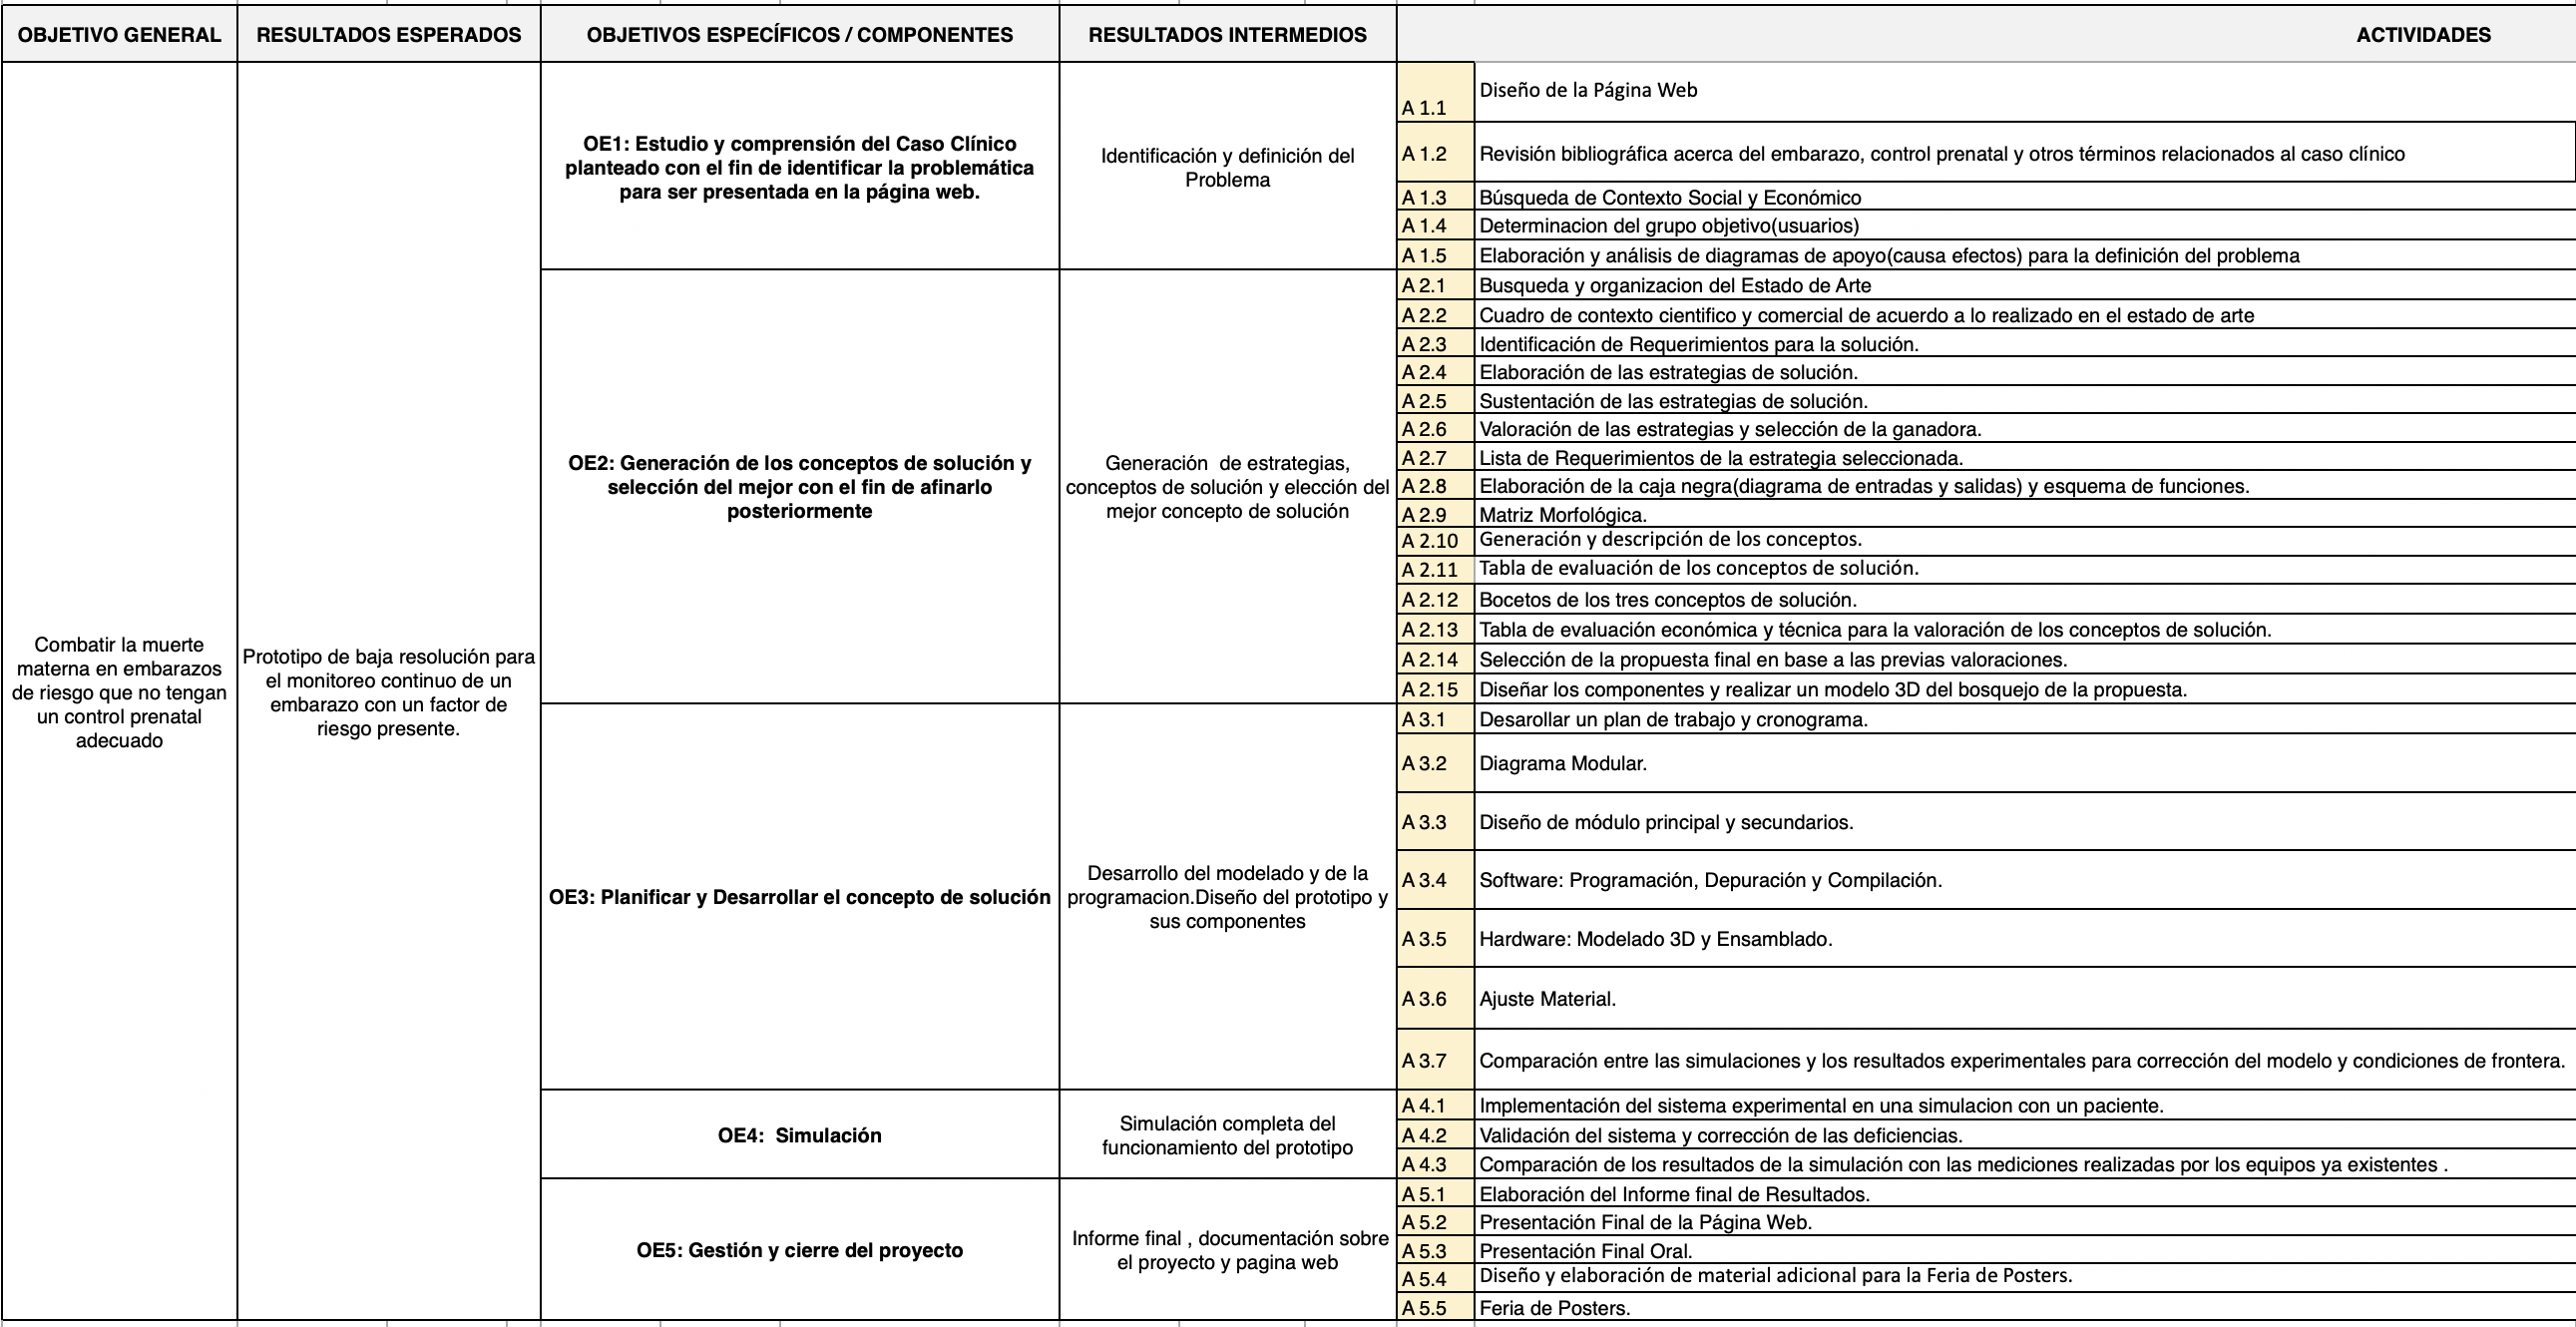 OBJETIVO GENERAL
RESULTADOS ESPERADOS
OBJETIVOS ESPECÍFICOS / COMPONENTES
RESULTADOS INTERMEDIOS
ACTIVIDADES
Combatir la muerte
materna en embarazos
de riesgo que no tengan
un control prenatal
adecuado
Prototipo de baja resolución para
el monitoreo continuo de un
embarazo con un factor de
riesgo presente.
OE1: Estudio y comprensión del Caso Clínico
planteado con el fin de identificar la problemática
para ser presentada en la página web.
Identificación y definición del
Problema
A 1.1 Diseño de la Página Web
A 1.2 Revisión bibliográfica acerca del embarazo, control prenatal y otros términos relacionados al caso clínico
A 1.3 Búsqueda de Contexto Social y Económico
A 1.4 Determinacion del grupo objetivo(usuarios)
A 1.5 Elaboración y análisis de diagramas de apoyo(causa efectos) para la definición del problema
OE2: Generación de los conceptos de solución y
selección del mejor con el fin de afinarlo
posteriormente
Generación  de estrategias,
conceptos de solución y elección del
mejor concepto de solución
A 2.1 Busqueda y organizacion del Estado de Arte
A 2.2 Cuadro de contexto cientifico y comercial de acuerdo a lo realizado en el estado de arte
A 2.3 Identificación de Requerimientos para la solución.
A 2.4 Elaboración de las estrategias de solución.
A 2.5 Sustentación de las estrategias de solución.
A 2.6 Valoración de las estrategias y selección de la ganadora.
A 2.7 Lista de Requerimientos de la estrategia seleccionada.
A 2.8 Elaboración de la caja negra(diagrama de entradas y salidas) y esquema de funciones.
A 2.9 Matriz Morfológica.
A 2.10 Generación y descripción de los conceptos.
A 2.11 Tabla de evaluación de los conceptos de solución.
A 2.12 Bocetos de los tres conceptos de solución.
A 2.13 Tabla de evaluación económica y técnica para la valoración de los conceptos de solución.
A 2.14 Selección de la propuesta final en base a las previas valoraciones.
A 2.15 Diseñar los componentes y realizar un modelo 3D del bosquejo de la propuesta.
OE3: Planificar y Desarrollar el concepto de solución
Desarrollo del modelado y de la
programacion.Diseño del prototipo y
sus componentes
A 3.1 Desarollar un plan de trabajo y cronograma.
A 3.2 Diagrama Modular.
A 3.3 Diseño de módulo principal y secundarios.
A 3.4 Software: Programación, Depuración y Compilación.
A 3.5 Hardware: Modelado 3D y Ensamblado.
A 3.6 Ajuste Material.
A 3.7 Comparación entre las simulaciones y los resultados experimentales para corrección del modelo y condiciones de frontera.
OE4:  Simulación
Simulación completa del
funcionamiento del prototipo
A 4.1 Implementación del sistema experimental en una simulacion con un paciente.
A 4.2 Validación del sistema y corrección de las deficiencias.
A 4.3 Comparación de los resultados de la simulación con las mediciones realizadas por los equipos ya existentes .
OE5: Gestión y cierre del proyecto
Informe final , documentación sobre
el proyecto y pagina web
A 5.1 Elaboración del Informe final de Resultados.
A 5.2 Presentación Final de la Página Web.
A 5.3 Presentación Final Oral.
A 5.4 Diseño y elaboración de material adicional para la Feria de Posters.
A 5.5 Feria de Posters.